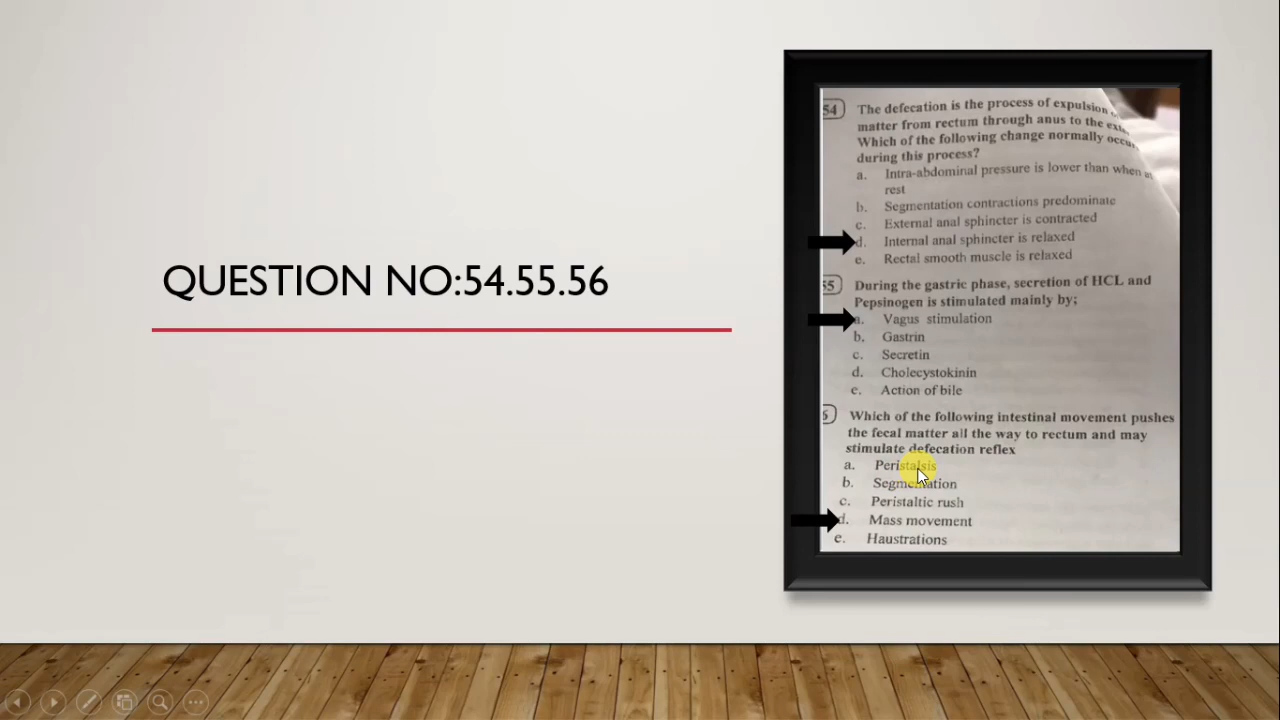 QUESTION NO:54.55.56
54 The defecation is the process of expulsion
matter from rectum through anus to the
Which of the following change normally
during this process?
a. Intra-abdominal pressure is lower than when
rest
b. Segmentation contractions predominate
c. External anal sphincter is contracted
d. Internal anal sphincter is relaxed
e. Rectal smooth muscle is relaxed
55 During the gastric phase, secretion of HCL and
Pepsinogen is stimulated mainly by;
a. Vagus stimulation
b. Gastrin
c. Secretin
d. Cholecystokinin
e. Action of bile
6 Which of the following intestinal movement pushes
the fecal matter all the way to rectum and may
stimulate defecation reflex
a. Peristalsis
b. Segmentation
c. Peristaltic rush
d. Mass movement
e. Haustrations